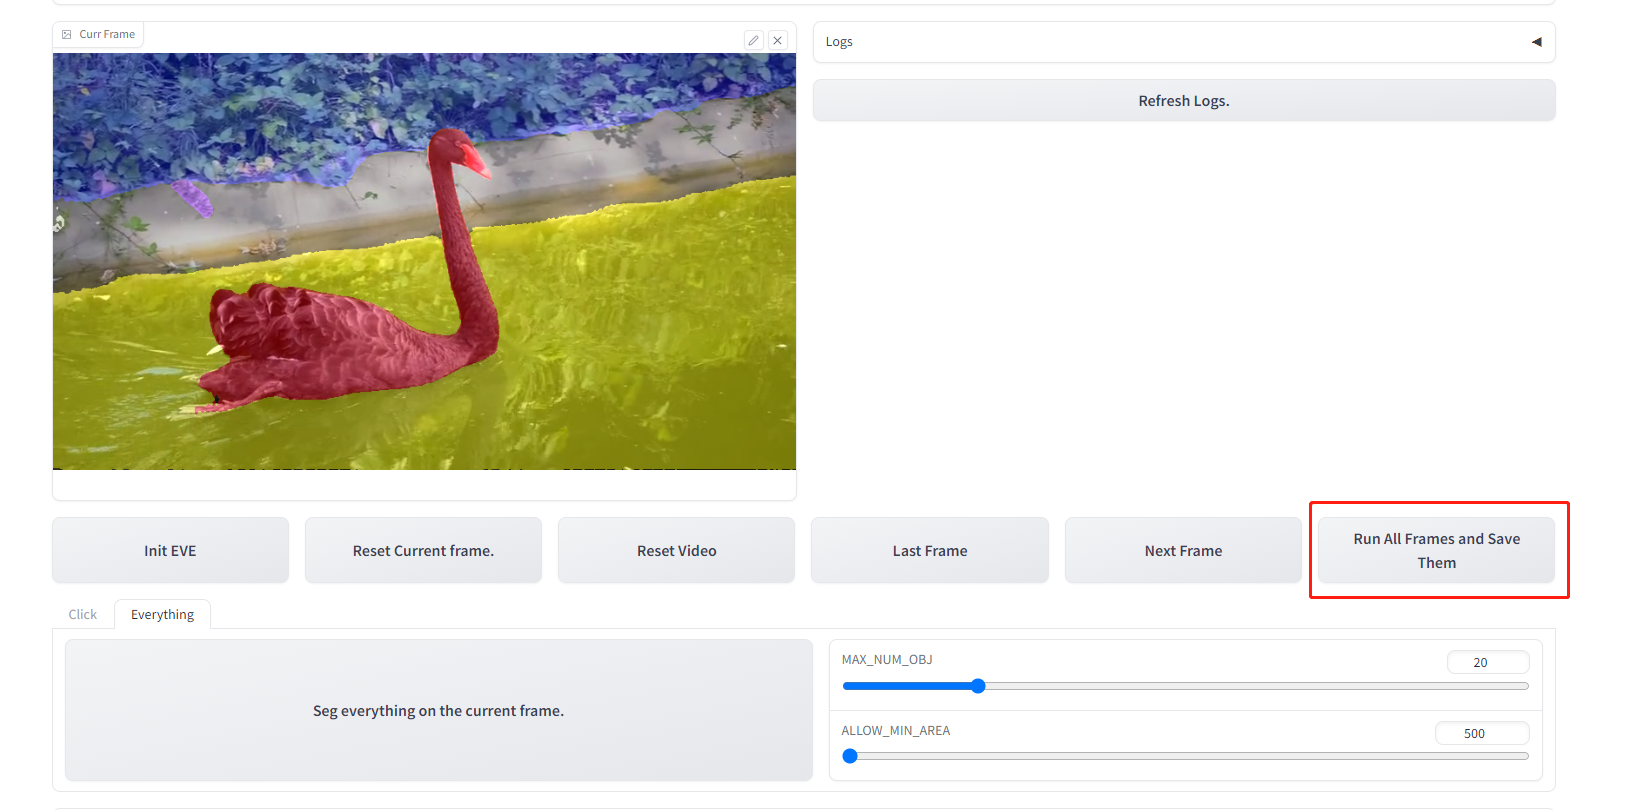 Curr Frame
Logs
Refresh Logs.
Init EVE
Reset Current frame.
Reset Video
Last Frame
Next Frame
Run All Frames and Save
Them
Click
Everything
Seg everything on the current frame.
MAX_NUM_OBJ
20
ALLOW_MIN_AREA
500